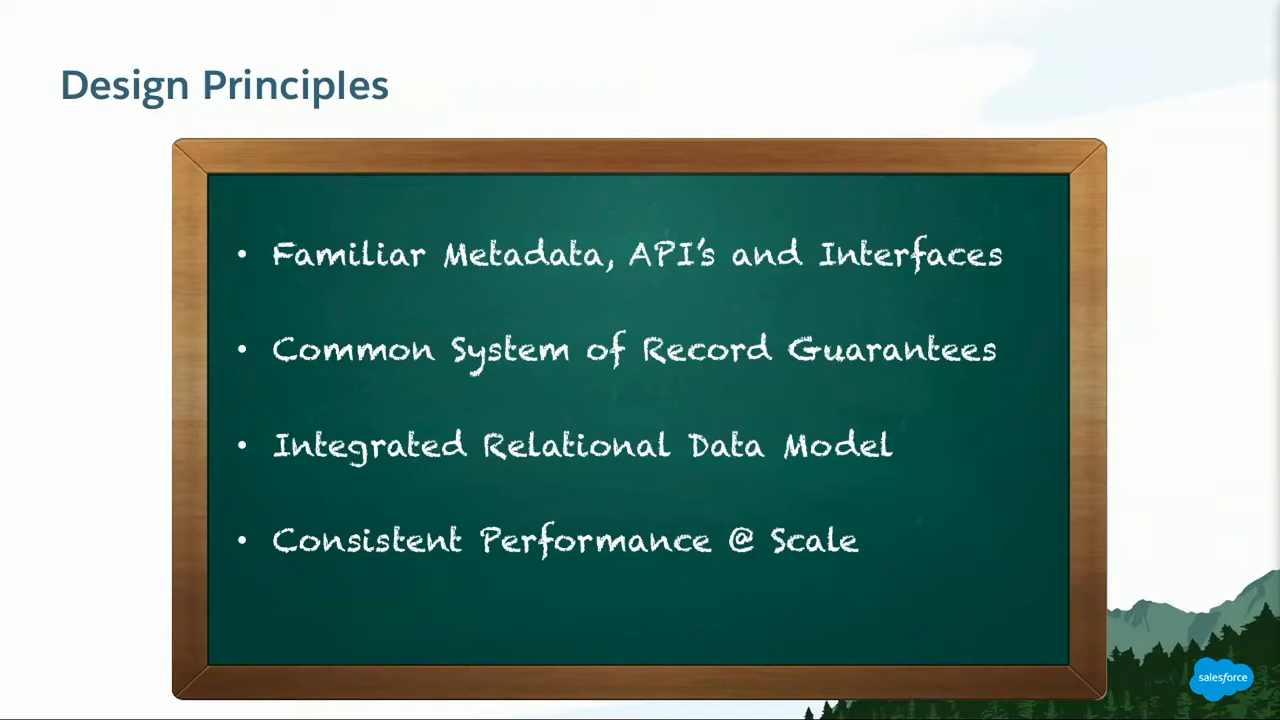 Design Principles
• Familiar Metadata, API's and Interfaces
• Common System of Record Guarantees
• Integrated Relational Data Model
• Consistent Performance @ Scale
salesforce